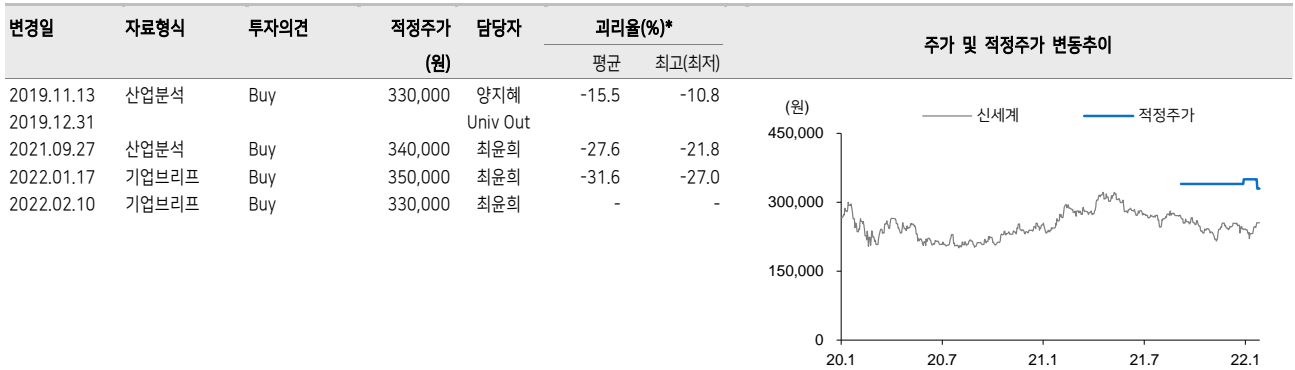 변경일 자료형식 투자의견 적정주가 담당자 괴리율(%)*
(원) 평균 최고(최저)
2019.11.13 산업분석 Buy 330,000 양지혜 -15.5 -10.8
2019.12.31 Univ Out
2021.09.27 산업분석 Buy 340,000 최윤희 -27.6 -21.8
2022.01.17 기업브리프 Buy 350,000 최윤희 -31.6 -27.0
2022.02.10 기업브리프 Buy 330,000 최윤희 - -
주가 및 적정주가 변동추이
(원) 신세계 적정주가
450,000
300,000
150,000
0
20.1 20.7 21.1 21.7 22.1